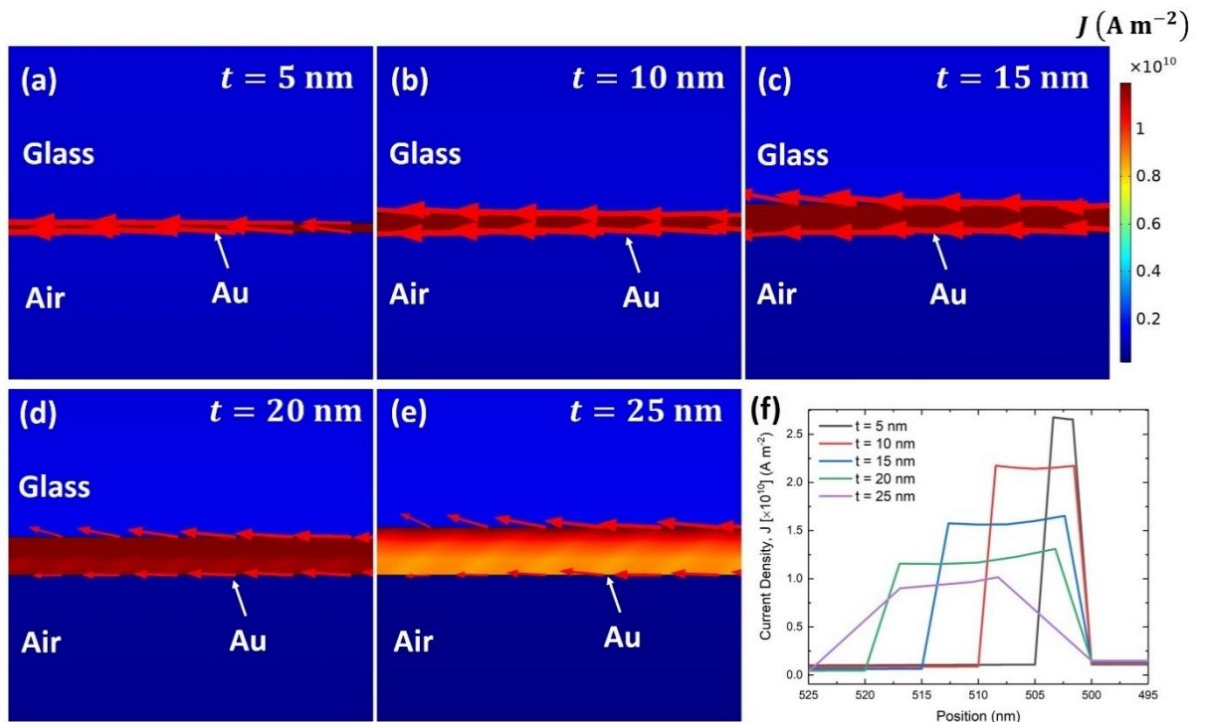 J (A m⁻²)
×10¹⁰
(a) t = 5 nm
Glass
Air
Au
(b) t = 10 nm
Glass
Air
Au
(c) t = 15 nm
Glass
Air
Au
1
0.8
0.6
0.4
0.2
(d) t = 20 nm
Glass
Air
Au
(e) t = 25 nm
Glass
Air
Au
(f)
t = 5 nm
t = 10 nm
t = 15 nm
t = 20 nm
t = 25 nm
Current Density, J [×10¹⁰] (A m⁻²)
2.5
2.0
1.5
1.0
0.5
0.0
525 520 515 510 505 500 495
Position (nm)